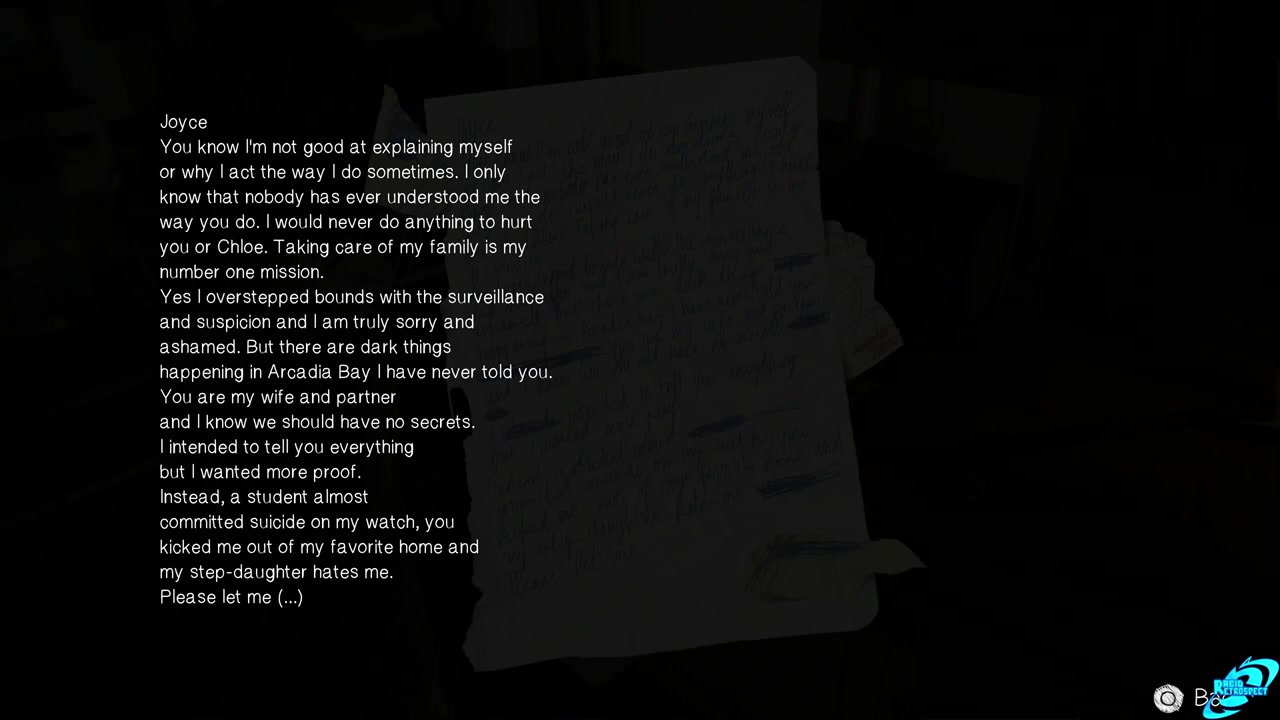 Joyce
You know I'm not good at explaining myself
or why I act the way I do sometimes. I only
know that nobody has ever understood me the
way you do. I would never do anything to hurt
you or Chloe. Taking care of my family is my
number one mission.
Yes I overstepped bounds with the surveillance
and suspicion and I am truly sorry and
ashamed. But there are dark things
happening in Arcadia Bay I have never told you.
You are my wife and partner
and I know we should have no secrets.
I intended to tell you everything
but I wanted more proof.
Instead, a student almost
committed suicide on my watch, you
kicked me out of my favorite home and
my step-daughter hates me.
Please let me (...)
RETROSPECT